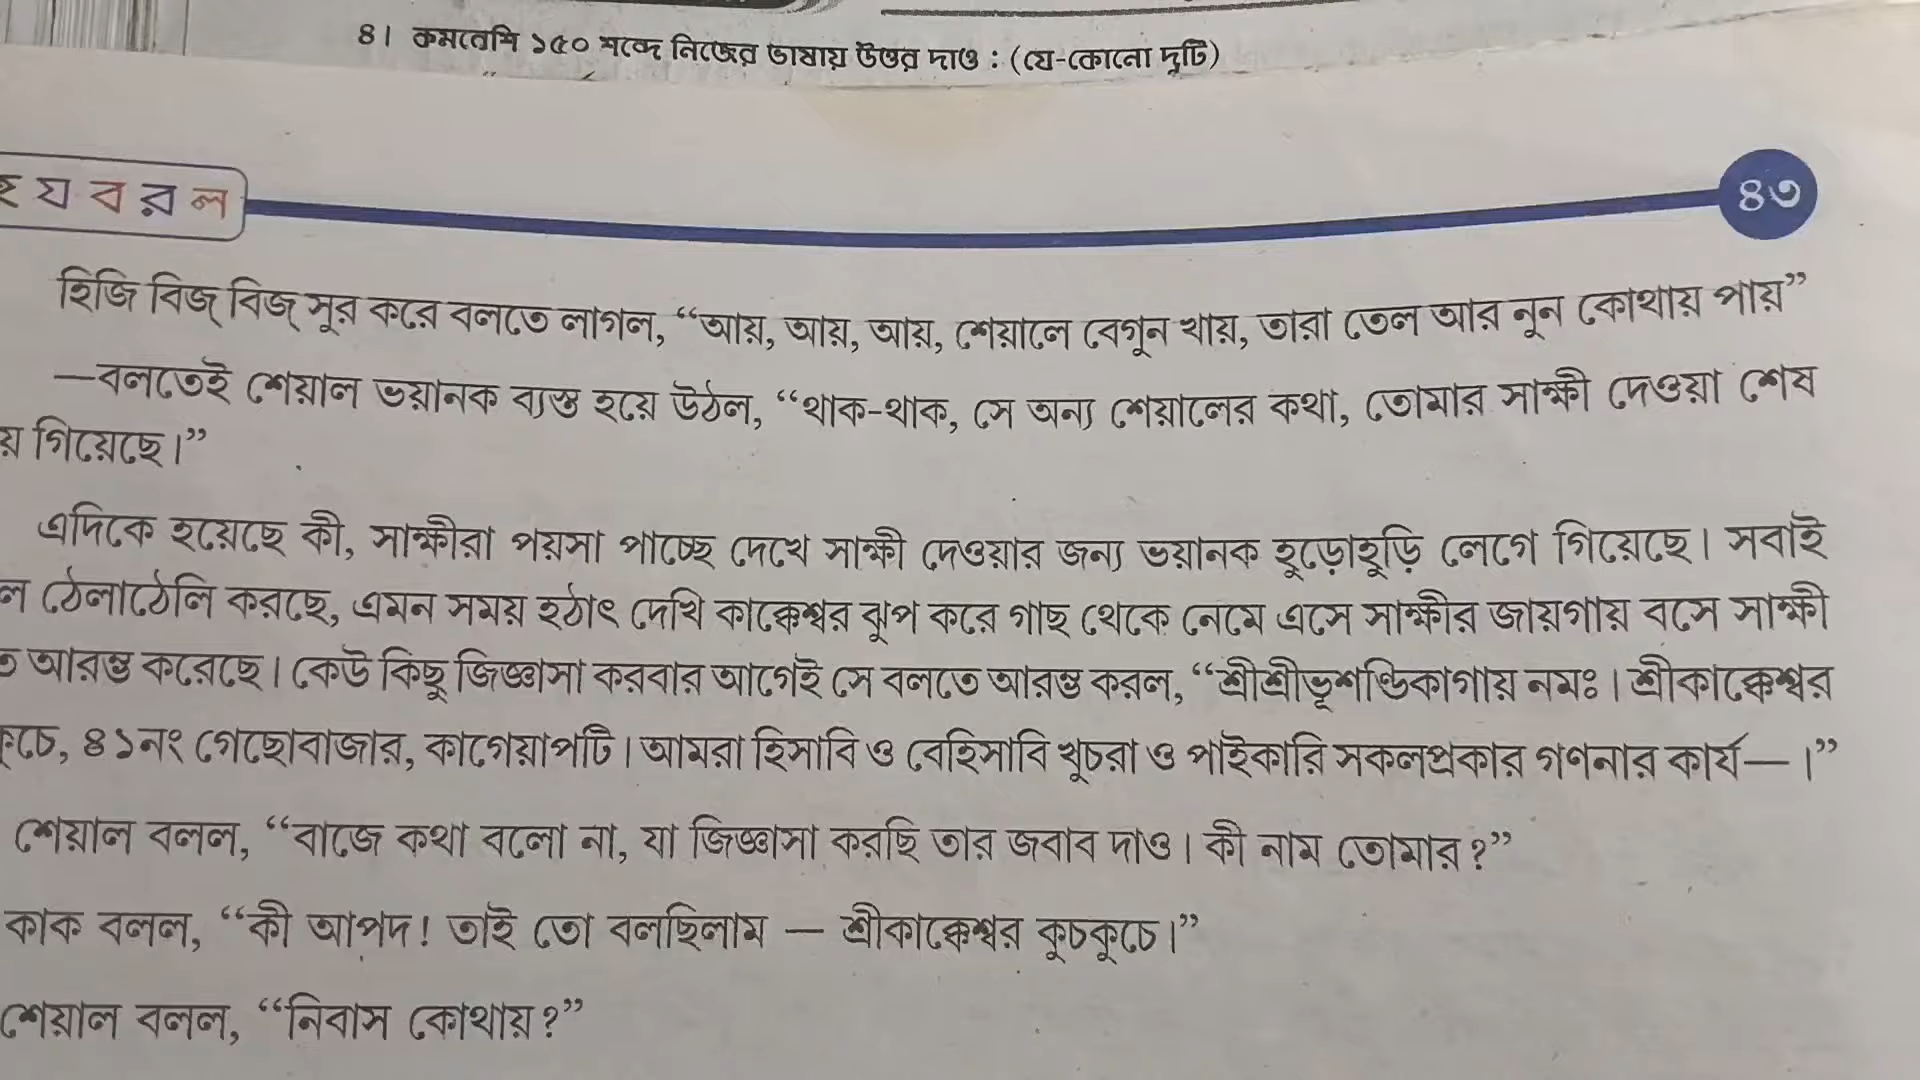 ৪। কমবেশি ১৫০ শব্দে নিজের ভাষায় উত্তর দাও : (যে-কোনো দুটি)
হ য ব র ল
৪৩
হিজি বিজ্ বিজ্ সুর করে বলতে লাগল, “আয়, আয়, আয়, শেয়ালে বেগুন খায়, তারা তেল আর নুন কোথায় পায়”
—বলতেই শেয়াল ভয়ানক ব্যস্ত হয়ে উঠল, “থাক-থাক, সে অন্য শেয়ালের কথা, তোমার সাক্ষী দেওয়া শেষ
য় গিয়েছে।”
এদিকে হয়েছে কী, সাক্ষীরা পয়সা পাচ্ছে দেখে সাক্ষী দেওয়ার জন্য ভয়ানক হুড়োহুড়ি লেগে গিয়েছে। সবাই
ল ঠেলাঠেলি করছে, এমন সময় হঠাৎ দেখি কাক্কেশ্বর ঝুপ করে গাছ থেকে নেমে এসে সাক্ষীর জায়গায় বসে সাক্ষী
ত আরম্ভ করেছে। কেউ কিছু জিজ্ঞাসা করবার আগেই সে বলতে আরম্ভ করল, “শ্রীশ্রীভূশণ্ডিকাগায় নমঃ। শ্রীকাক্কেশ্বর
কুচে, ৪১নং গেছোবাজার, কাগেয়াপটি। আমরা হিসাবি ও বেহিসাবি খুচরা ও পাইকারি সকলপ্রকার গণনার কার্য—।”
শেয়াল বলল, “বাজে কথা বলো না, যা জিজ্ঞাসা করছি তার জবাব দাও। কী নাম তোমার?”
কাক বলল, “কী আপদ! তাই তো বলছিলাম — শ্রীকাক্কেশ্বর কুচকুচে।”
শেয়াল বলল, “নিবাস কোথায়?”